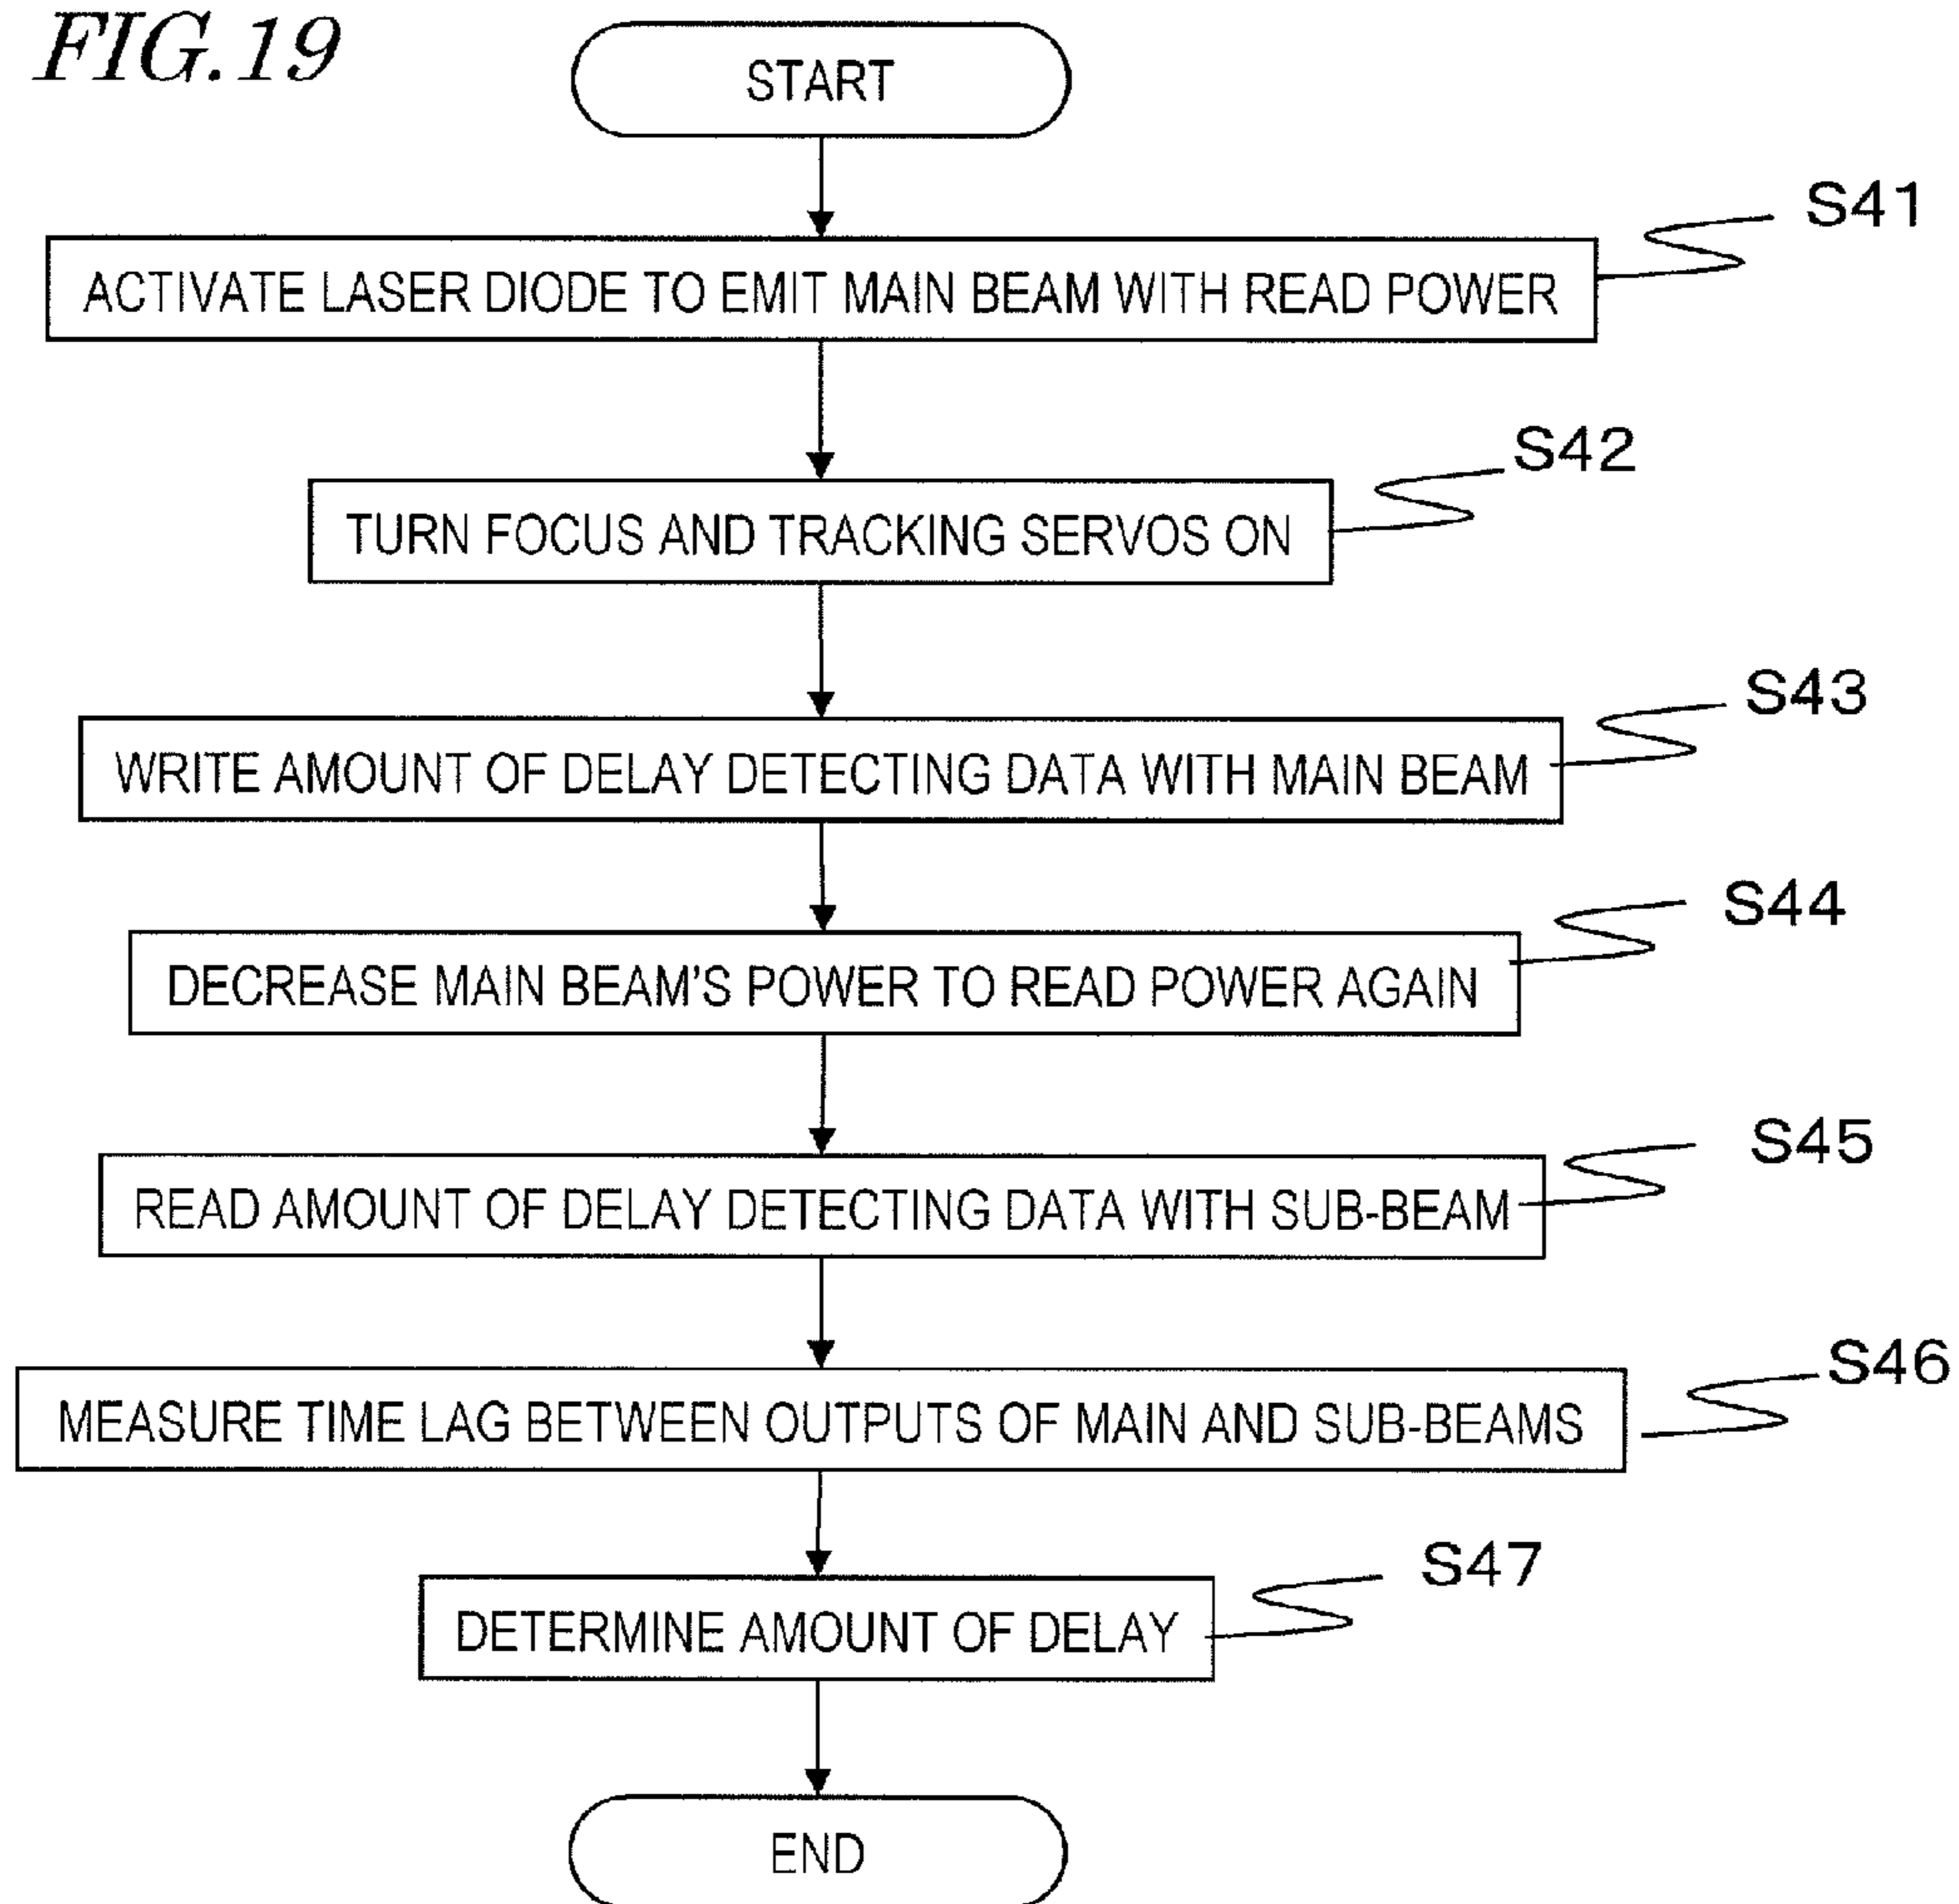 FIG.19
START
S41
ACTIVATE LASER DIODE TO EMIT MAIN BEAM WITH READ POWER
S42
TURN FOCUS AND TRACKING SERVOS ON
S43
WRITE AMOUNT OF DELAY DETECTING DATA WITH MAIN BEAM
S44
DECREASE MAIN BEAM'S POWER TO READ POWER AGAIN
S45
READ AMOUNT OF DELAY DETECTING DATA WITH SUB-BEAM
S46
MEASURE TIME LAG BETWEEN OUTPUTS OF MAIN AND SUB-BEAMS
S47
DETERMINE AMOUNT OF DELAY
END